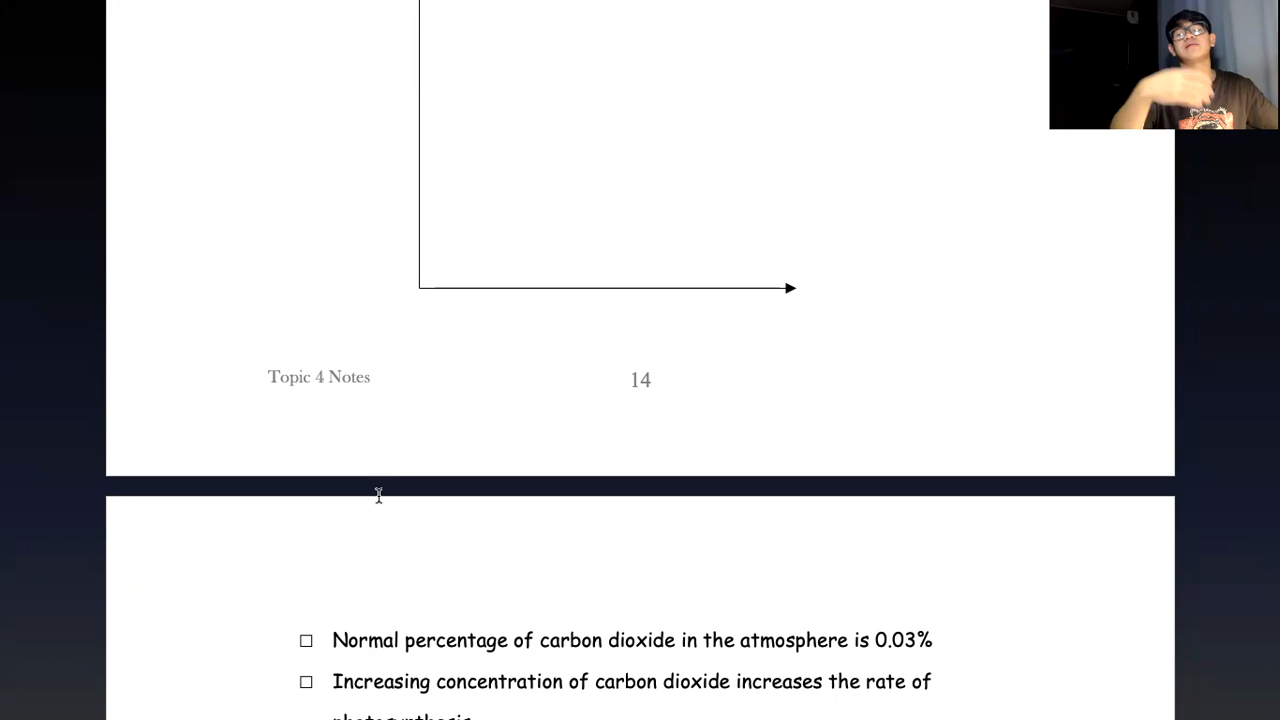 Topic 4 Notes
14
☐ Normal percentage of carbon dioxide in the atmosphere is 0.03%
☐ Increasing concentration of carbon dioxide increases the rate of
photosynthesis